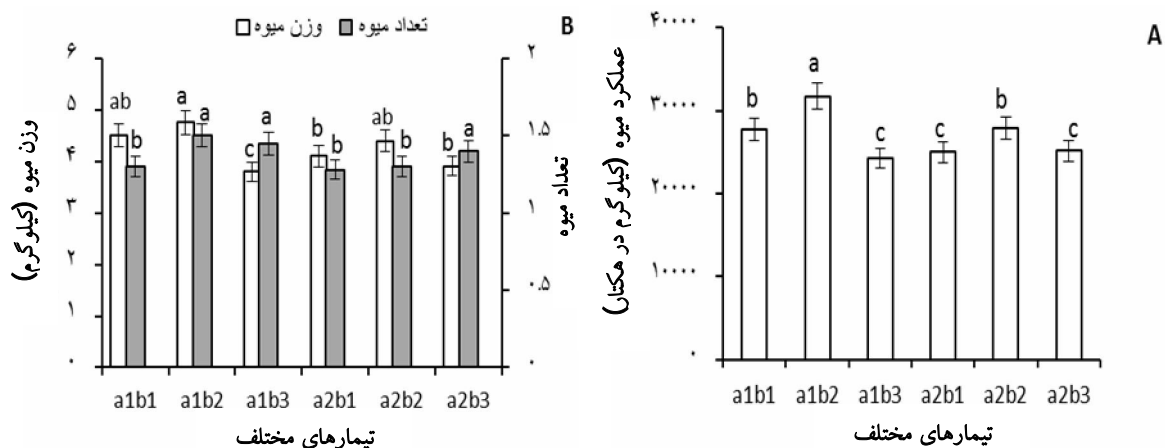 B
وزن میوه
تعداد میوه
۶
۵
۴
۳
۲
۱
۰
۲
۱.۵
۱
۰.۵
۰
ab
b
a
a
c
a
b
b
ab
b
b
a
وزن میوه (کیلوگرم)
تعداد میوه
a1b1
a1b2
a1b3
a2b1
a2b2
a2b3
تیمارهای مختلف
A
۴۰۰۰۰
۳۰۰۰۰
۲۰۰۰۰
۱۰۰۰۰
۰
b
a
c
c
b
c
عملکرد میوه (کیلوگرم در هکتار)
a1b1
a1b2
a1b3
a2b1
a2b2
a2b3
تیمارهای مختلف